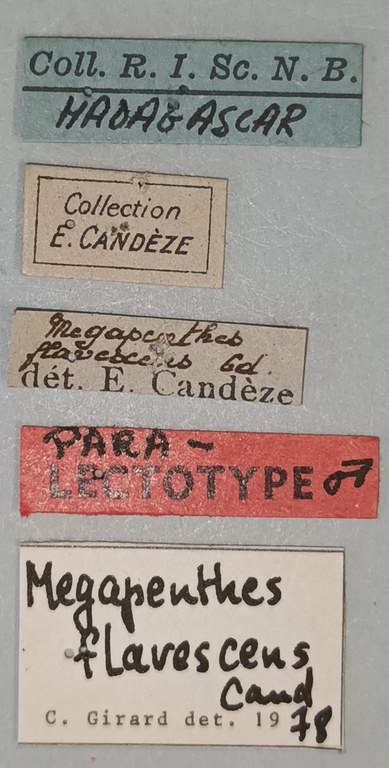 Coll. R. I. Sc. N. B.
MADAGASCAR
Collection
E. CANDÈZE
Megapenthes
flavescens Cd.
dét. E. Candèze
PARA-
LECTOTYPE ♂
Megapenthes
flavescens
Cand
C. Girard det. 1978